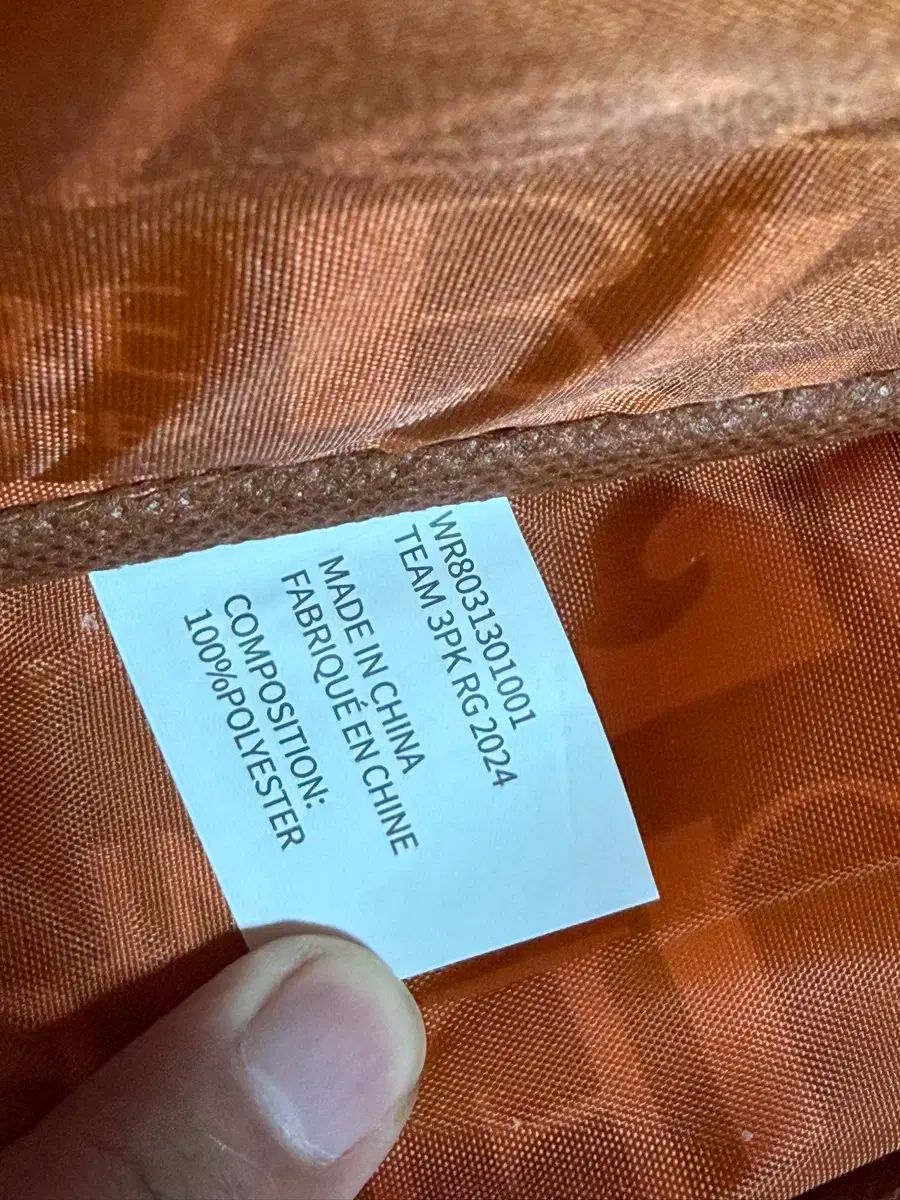 WR8031301001
TEAM 3PK RG 2024
MADE IN CHINA
FABRIQUÉ EN CHINE
COMPOSITION:
100%POLYESTER